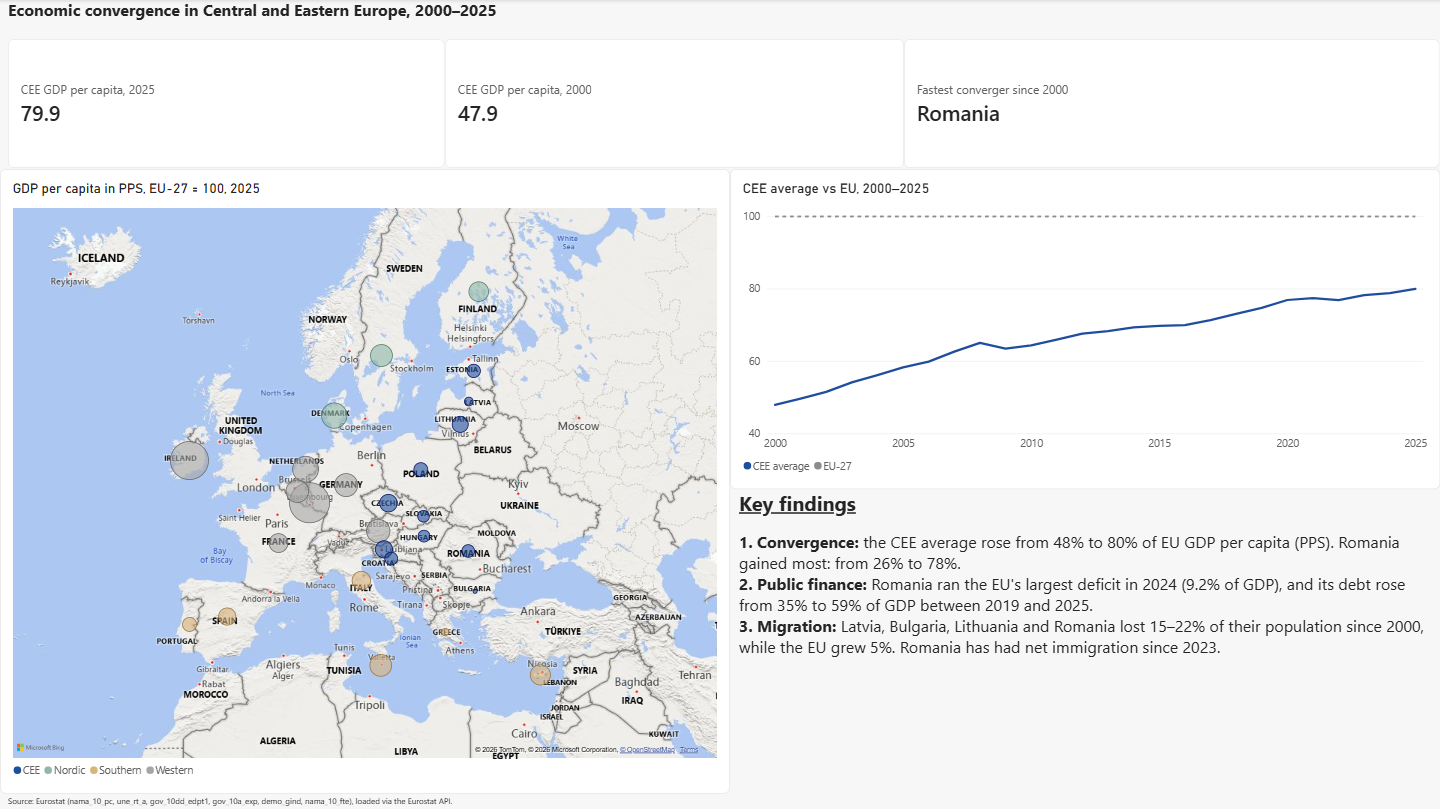 Economic convergence in Central and Eastern Europe, 2000–2025
CEE GDP per capita, 2025
79.9
CEE GDP per capita, 2000
47.9
Fastest converger since 2000
Romania
GDP per capita in PPS, EU-27 = 100, 2025
ICELAND
Reykjavik
White
Sea
SWEDEN
FINLAND
Tórshavn
NORWAY
Helsinki
Helsingfors
Oslo
Stockholm
Tallinn
ESTONIA
North Sea
LATVIA
DENMARK
Copenhagen
LITHUANIA
Vilnius
Moscow
UNITED
KINGDOM
Douglas
BELARUS
IRELAND
NETHERLANDS
Berlin
London
GERMANY
POLAND
Kyiv
UKRAINE
CZECHIA
Saint Helier
Paris
SLOVAKIA
Bratislava
FRANCE
Vaduz
HUNGARY
MOLDOVA
Ljubljana
ROMANIA
Bay
of Biscay
CROATIA
Bucharest
Monaco
Sarajevo
SERBIA
ITALY
Pristina
BULGARIA
Andorra la Vella
Rome
Tirana
Skopje
GEORGIA
SPAIN
Ankara
AZERBAIJAN
PORTUGAL
Ionian
Sea
GREECE
TÜRKIYE
Athens
Gibraltar
Algiers
Alger
Tunis
Valletta
Nicosia
SYRIA
TUNISIA
LEBANON
Baghdad
Tehran
Rabat
MOROCCO
Tripoli
IRAQ
JORDAN
ISRAEL
Cairo
KUWAIT
ALGERIA
LIBYA
EGYPT
Microsoft Bing
© 2026 TomTom, © 2026 Microsoft Corporation, © OpenStreetMap Terms
CEE Nordic Southern Western
CEE average vs EU, 2000–2025
100
80
60
40
2000 2005 2010 2015 2020 2025
CEE average EU-27
Key findings
1. Convergence: the CEE average rose from 48% to 80% of EU GDP per capita (PPS). Romania
gained most: from 26% to 78%.
2. Public finance: Romania ran the EU's largest deficit in 2024 (9.2% of GDP), and its debt rose
from 35% to 59% of GDP between 2019 and 2025.
3. Migration: Latvia, Bulgaria, Lithuania and Romania lost 15–22% of their population since 2000,
while the EU grew 5%. Romania has had net immigration since 2023.
Source: Eurostat (nama_10_pc, une_rt_a, gov_10dd_edpt1, gov_10a_exp, demo_gind, nama_10_fte), loaded via the Eurostat API.